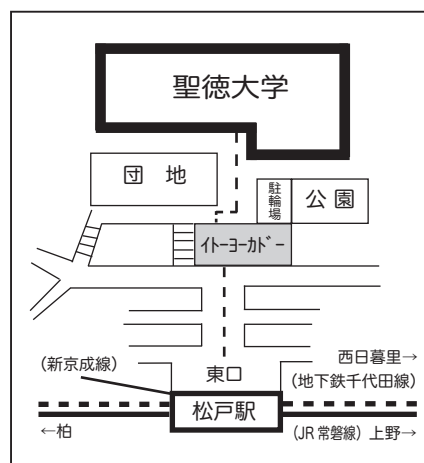 聖徳大学
団 地
駐輪場
公 園
ｲﾄｰﾖｰｶﾄﾞｰ
西日暮里→
(新京成線)
東口
(地下鉄千代田線)
松戸駅
←柏
(JR 常磐線) 上野→